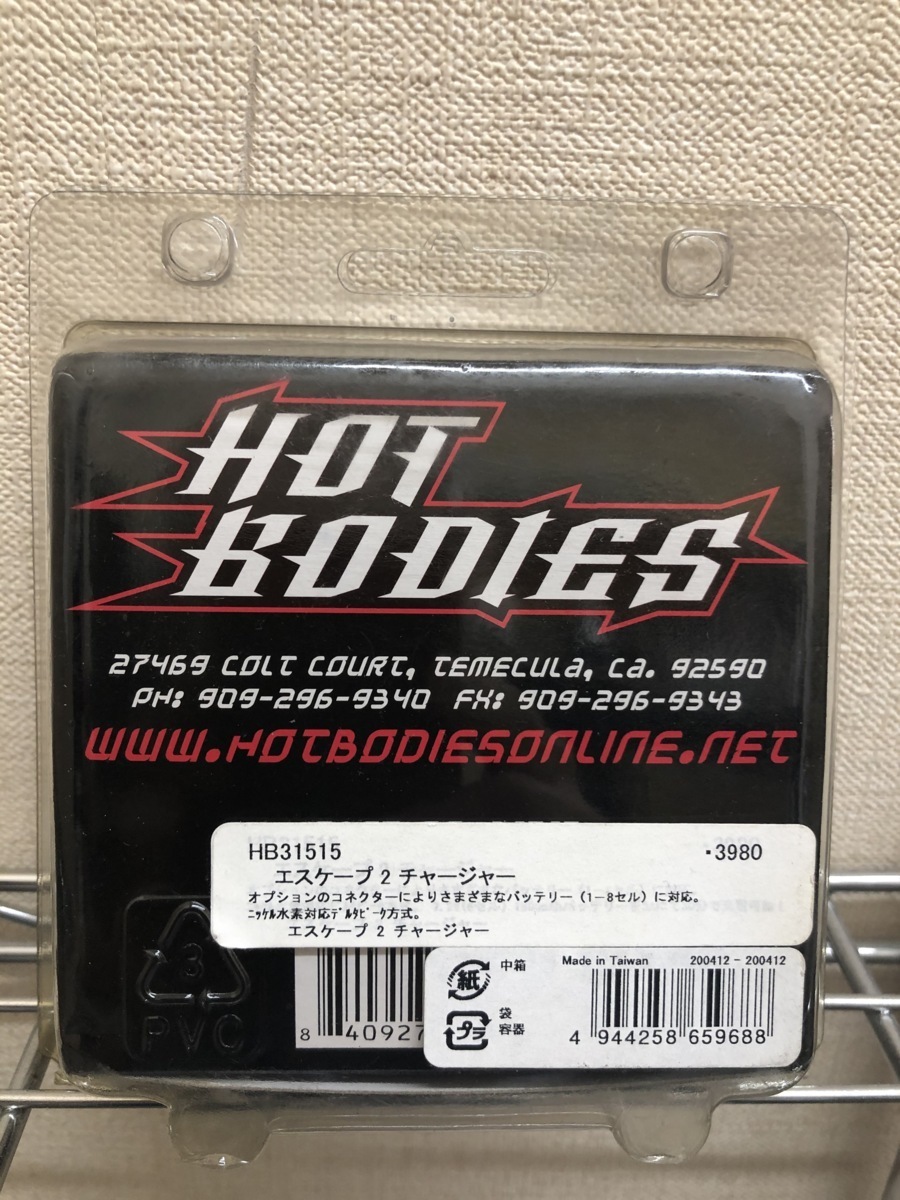 HOT
BODIES
27469 COLT COURT, TEMECULA, CA. 92590
PH: 909-296-9340 FX: 909-296-9343
WWW.HOTBODIESONLINE.NET
HB31515 ・3980
エスケープ 2 チャージャー
オプションのコネクターによりさまざまなバッテリー (1-8セル) に対応。
ニッケル水素対応デルタピーク方式。
エスケープ 2 チャージャー
3
PVC
8 40927
紙 中箱
プラ 袋
容器
Made in Taiwan 200412 - 200412
4 944258 659688